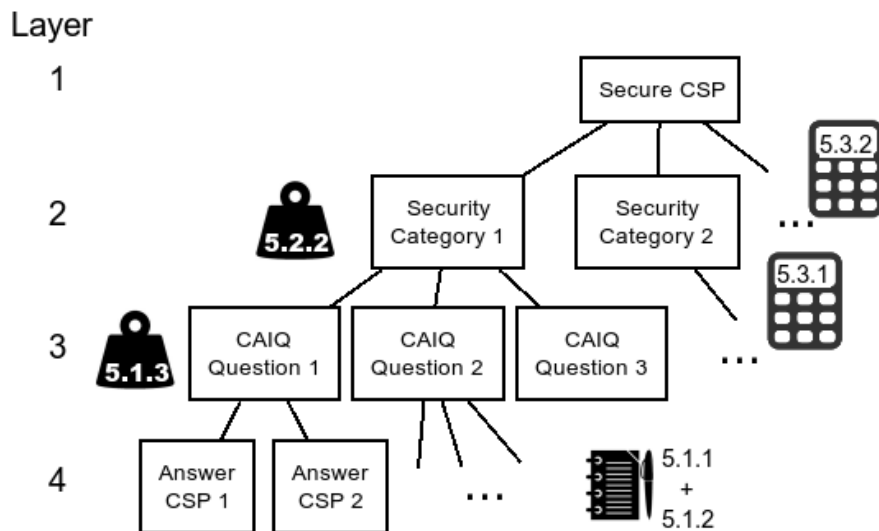 Layer
1
Secure CSP
5.3.2
2
5.2.2
Security
Category 1
Security
Category 2
...
5.3.1
3
5.1.3
CAIQ
Question 1
CAIQ
Question 2
CAIQ
Question 3
...
4
Answer
CSP 1
Answer
CSP 2
...
5.1.1
+
5.1.2